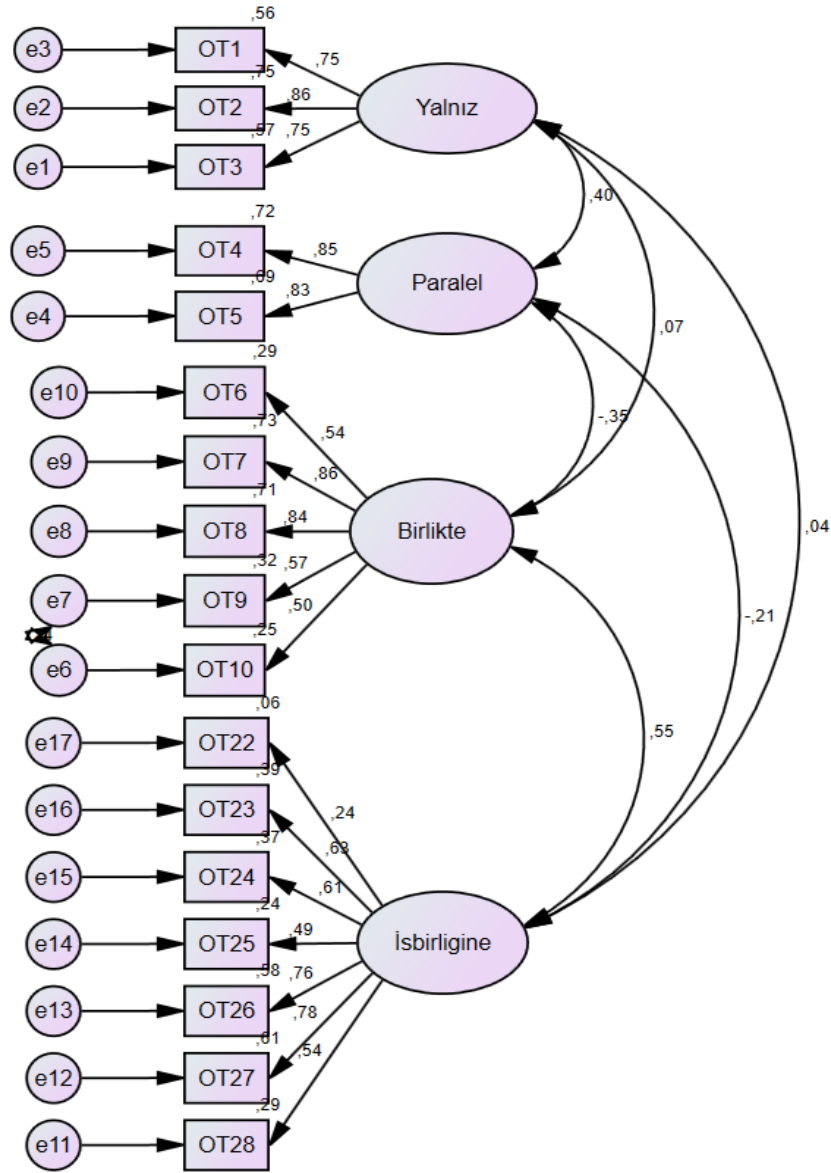 ,56
e3 OT1 ,75
,75
e2 OT2 ,86 Yalnız
,57 ,75
e1 OT3
,40
,72
e5 OT4 ,85
,69 Paralel
e4 OT5 ,83
,07
,29
e10 OT6
,73 ,54 -,35
e9 OT7 ,86
,71
e8 OT8 ,84 Birlikte ,04
,32 ,57
e7 OT9 ,50
,25 -,21
e6 OT10
,06
e17 OT22 ,55
,39
e16 OT23 ,24
,37 ,63
e15 OT24 ,61
,24
e14 OT25 ,49 İsbirligine
,58 ,76
e13 OT26 ,78
,61 ,54
e12 OT27
,29
e11 OT28